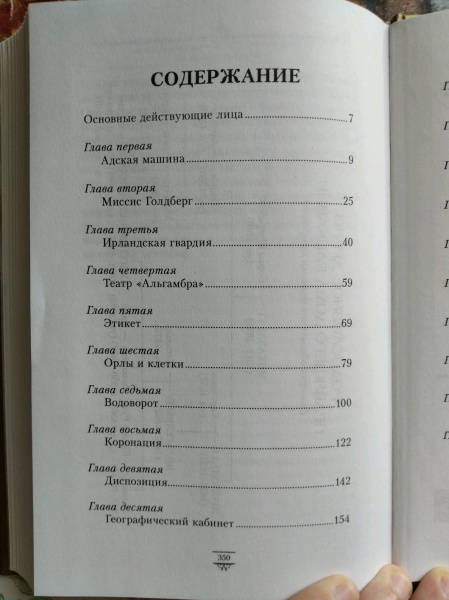 СОДЕРЖАНИЕ
Основные действующие лица 7
Глава первая
Адская машина 9
Глава вторая
Миссис Голдберг 25
Глава третья
Ирландская гвардия 40
Глава четвертая
Театр «Альгамбра» 59
Глава пятая
Этикет 69
Глава шестая
Орлы и клетки 79
Глава седьмая
Водоворот 100
Глава восьмая
Коронация 122
Глава девятая
Диспозиция 142
Глава десятая
Географический кабинет 154
350